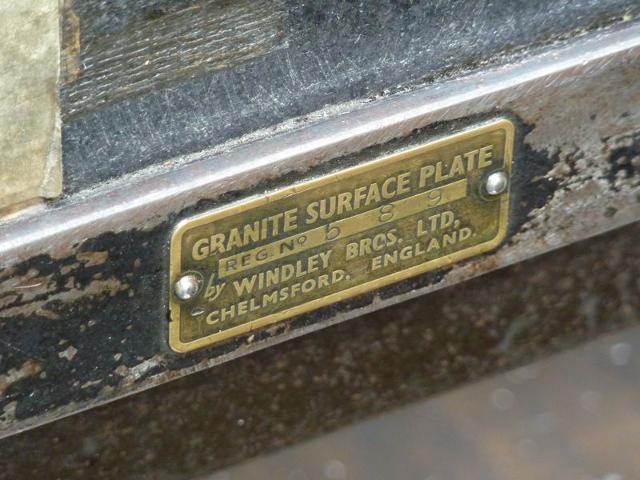 GRANITE SURFACE PLATE
REG. No 5 8 9
by WINDLEY BROS. LTD,
CHELMSFORD, ENGLAND.